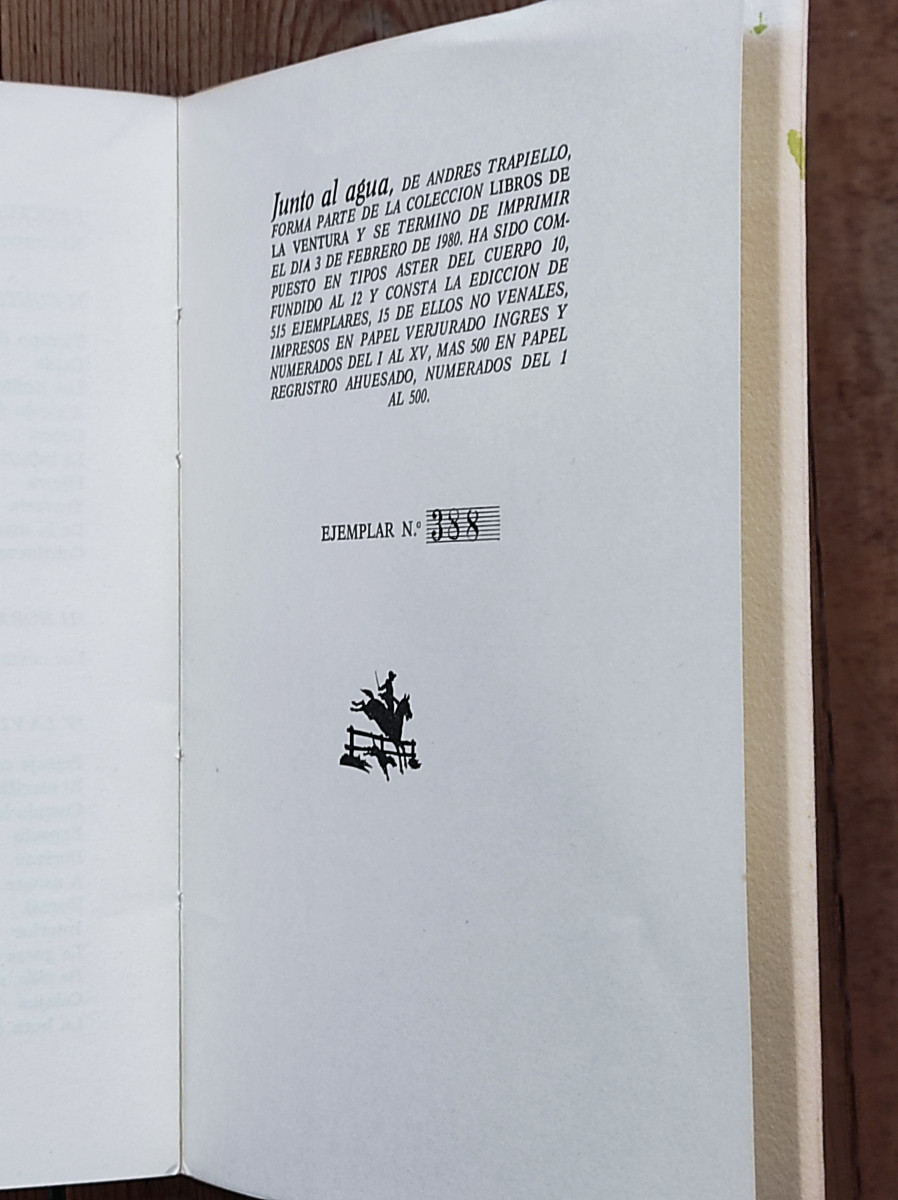 Junto al agua, DE ANDRES TRAPIELLO,
FORMA PARTE DE LA COLECCION LIBROS DE
LA VENTURA Y SE TERMINO DE IMPRIMIR
EL DIA 3 DE FEBRERO DE 1980. HA SIDO COM-
PUESTO EN TIPOS ASTER DEL CUERPO 10,
FUNDIDO AL 12 Y CONSTA LA EDICCION DE
515 EJEMPLARES, 15 DE ELLOS NO VENALES,
IMPRESOS EN PAPEL VERJURADO INGRES Y
NUMERADOS DEL I AL XV, MAS 500 EN PAPEL
REGRISTRO AHUESADO, NUMERADOS DEL 1
AL 500.
EJEMPLAR N.º 388